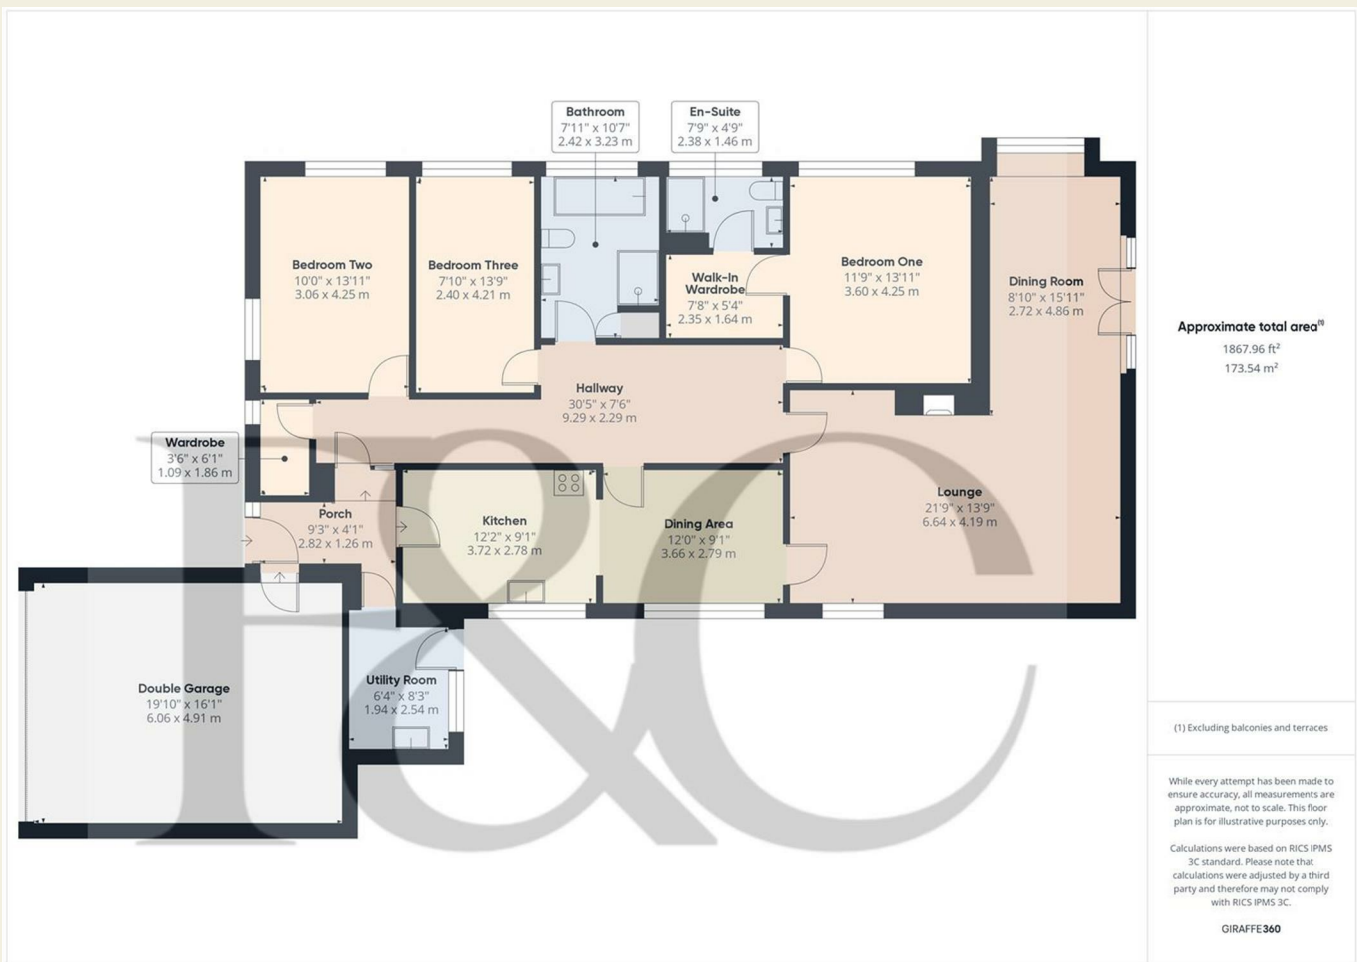 Bathroom
7'11" x 10'7"
2.42 x 3.23 m
En-Suite
7'9" x 4'9"
2.38 x 1.46 m
Bedroom Two
10'0" x 13'11"
3.06 x 4.25 m
Bedroom Three
7'10" x 13'9"
2.40 x 4.21 m
Walk-In
Wardrobe
7'8" x 5'4"
2.35 x 1.64 m
Bedroom One
11'9" x 13'11"
3.60 x 4.25 m
Dining Room
8'10" x 15'11"
2.72 x 4.86 m
Hallway
30'5" x 7'6"
9.29 x 2.29 m
Wardrobe
3'6" x 6'1"
1.09 x 1.86 m
Porch
9'3" x 4'1"
2.82 x 1.26 m
Kitchen
12'2" x 9'1"
3.72 x 2.78 m
Dining Area
12'0" x 9'1"
3.66 x 2.79 m
Lounge
21'9" x 13'9"
6.64 x 4.19 m
Double Garage
19'10" x 16'1"
6.06 x 4.91 m
Utility Room
6'4" x 8'3"
1.94 x 2.54 m
F&C
Approximate total area(1)
1867.96 ft²
173.54 m²
(1) Excluding balconies and terraces
While every attempt has been made to
ensure accuracy, all measurements are
approximate, not to scale. This floor
plan is for illustrative purposes only.
Calculations were based on RICS IPMS
3C standard. Please note that
calculations were adjusted by a third
party and therefore may not comply
with RICS IPMS 3C.
GIRAFFE360